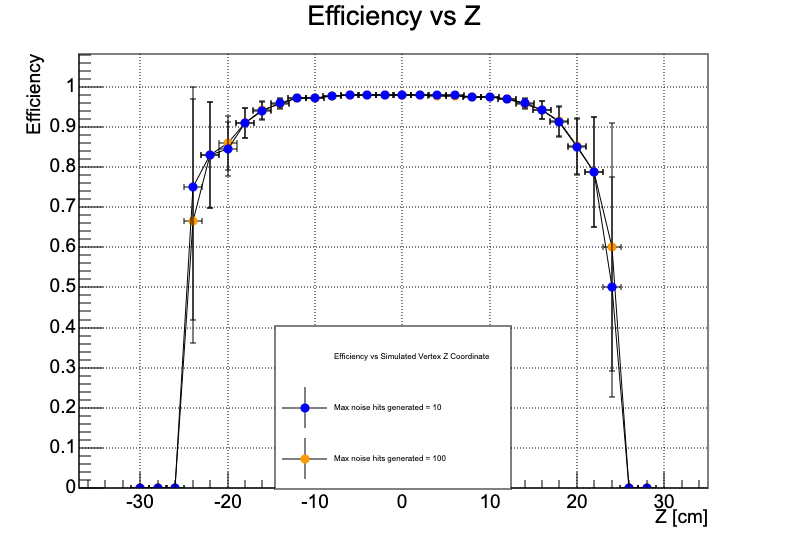 Efficiency vs Z
Efficiency
1
0.9
0.8
0.7
0.6
0.5
0.4
0.3
0.2
0.1
0
Efficiency vs Simulated Vertex Z Coordinate
Max noise hits generated = 10
Max noise hits generated = 100
-30 -20 -10 0 10 20 30
Z [cm]